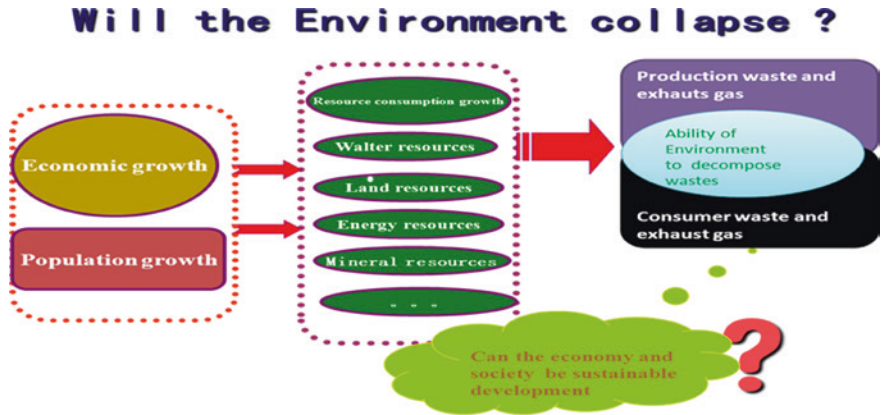 Will the Environment collapse ?
Economic growth
Population growth
Resource consumption growth
Walter resources
Land resources
Energy resources
Mineral resources
. . .
Production waste and
exhauts gas
Ability of
Environment
to decompose
wastes
Consumer waste and
exhaust gas
Can the economy and
society be sustainable
development
?